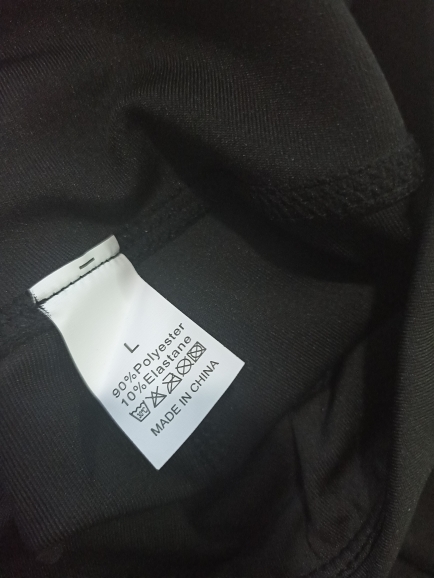 L
90%Polyester
10%Elastane
MADE IN CHINA